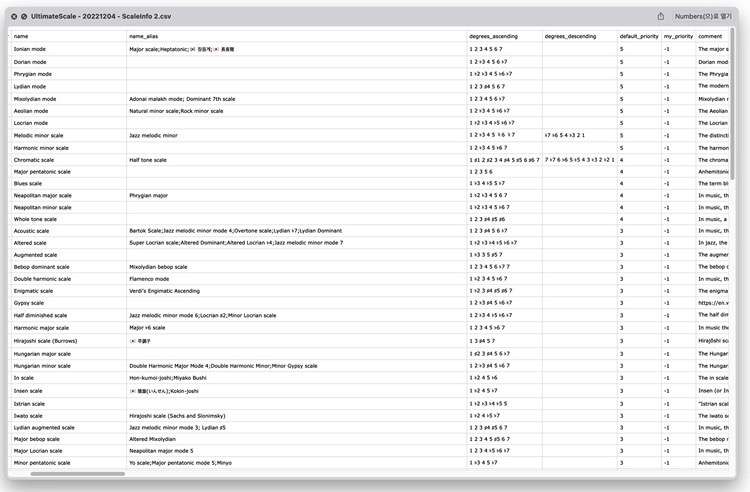 UltimateScale - 20221204 - ScaleInfo 2.csv
Numbers(으)로 열기
name name_alias degrees_ascending degrees_descending default_priority my_priority comment
Ionian mode Major scale;Heptatonic; 장음계; 長音階 1 2 3 4 5 6 7 5 -1 The major s
Dorian mode 1 2 ♭3 4 5 6 ♭7 5 -1 Dorian mod
Phrygian mode 1 ♭2 ♭3 4 5 ♭6 ♭7 5 -1 The Phrygia
Lydian mode 1 2 3 ♯4 5 6 7 5 -1 The modern
Mixolydian mode Adonai malakh mode; Dominant 7th scale 1 2 3 4 5 6 ♭7 5 -1 Mixolydian m
Aeolian mode Natural minor scale;Rock minor scale 1 2 ♭3 4 5 ♭6 ♭7 5 -1 The Aeolian
Locrian mode 1 ♭2 ♭3 4 ♭5 ♭6 ♭7 5 -1 The Locrian
Melodic minor scale Jazz melodic minor 1 2 ♭3 4 5 ♮6 ♮7 ♭7 ♭6 5 4 ♭3 2 1 5 -1 The distincti
Harmonic minor scale 1 2 ♭3 4 5 ♭6 7 5 -1 The harmon
Chromatic scale Half tone scale 1 ♯1 2 ♯2 3 4 ♯4 5 ♯5 6 ♯6 7 7 ♭7 6 ♭6 5 ♭5 4 3 ♭3 2 ♭2 1 4 -1 The chroma
Major pentatonic scale 1 2 3 5 6 4 -1 Anhemitonic
Blues scale 1 ♭3 4 ♭5 5 ♭7 4 -1 The term bl
Neapolitan major scale Phrygian major 1 ♭2 ♭3 4 5 6 7 4 -1 In music, th
Neapolitan minor scale 1 ♭2 ♭3 4 5 ♭6 7 4 -1 In music, th
Whole tone scale 1 2 3 ♯4 ♯5 ♯6 4 -1 In music, a
Acoustic scale Bartok Scale;Jazz melodic minor mode 4;Overtone scale;Lydian ♭7;Lydian Dominant 1 2 3 ♯4 5 6 ♭7 3 -1 In music, th
Altered scale Super Locrian scale;Altered Dominant;Altered Locrian ♭4;Jazz melodic minor mode 7 1 ♭2 ♭3 ♭4 ♭5 ♭6 ♭7 3 -1 In jazz, the
Augmented scale 1 ♭3 3 5 ♯5 7 3 -1 The augmer
Bebop dominant scale Mixolydian bebop scale 1 2 3 4 5 6 ♭7 7 3 -1 The bebop d
Double harmonic scale Flamenco mode 1 ♭2 3 4 5 ♭6 7 3 -1 In music, th
Enigmatic scale Verdi's Enigmatic Ascending 1 ♭2 3 ♯4 ♯5 ♯6 7 3 -1 The enigma
Gypsy scale 1 2 ♭3 ♯4 5 ♭6 ♭7 3 -1 https://en.v
Half diminished scale Jazz melodic minor mode 6;Locrian ♯2;Minor Locrian scale 1 2 ♭3 4 ♭5 ♭6 ♭7 3 -1 The half dim
Harmonic major scale Major ♭6 scale 1 2 3 4 5 ♭6 7 3 -1 In music the
Hirajoshi scale (Burrows) 平調子 1 3 ♯4 5 7 3 -1 Hirajōshi sca
Hungarian major scale 1 ♯2 3 ♯4 5 6 ♭7 3 -1 The Hungar
Hungarian minor scale Double Harmonic Major Mode 4;Double Harmonic Minor;Minor Gypsy scale 1 2 ♭3 ♯4 5 ♭6 7 3 -1 The Hungar
In scale Hon-kumoi-joshi;Miyako Bushi 1 ♭2 4 5 ♭6 3 -1 The in scale
Insen scale (いんせん);Kokin-joshi 1 ♭2 4 5 ♭7 3 -1 Insen (or In
Istrian scale 1 ♭2 ♭3 ♭4 ♭5 5 3 -1 "Istrian scal
Iwato scale Hirajoshi scale (Sachs and Slonimsky) 1 ♭2 4 ♭5 ♭7 3 -1 The iwato sc
Lydian augmented scale Jazz melodic minor mode 3; Lydian ♯5 1 2 3 ♯4 ♯5 6 7 3 -1 In music, th
Major bebop scale Altered Mixolydian 1 2 3 4 5 ♯5 6 7 3 -1 The bebop m
Major Locrian scale Neapolitan major mode 5 1 2 3 4 ♭5 ♭6 ♭7 3 -1 In music, th
Minor pentatonic scale Yo scale;Major pentatonic mode 5;Minyo 1 ♭3 4 5 ♭7 3 -1 Anhemitonic